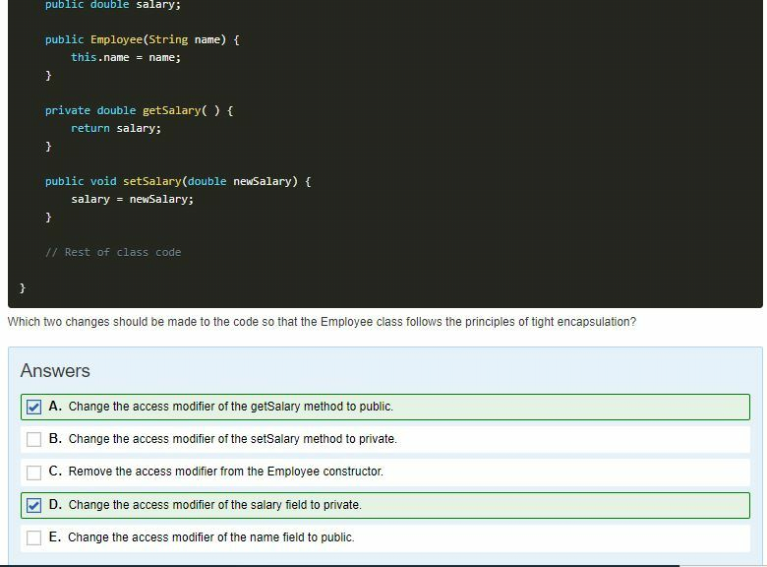 public double salary;
public Employee(String name) {
this.name = name;
}
private double getSalary( ) {
return salary;
}
public void setSalary(double newSalary) {
salary = newSalary;
}
// Rest of class code
}
Which two changes should be made to the code so that the Employee class follows the principles of tight encapsulation?
Answers
A. Change the access modifier of the getSalary method to public.
B. Change the access modifier of the setSalary method to private.
C. Remove the access modifier from the Employee constructor.
D. Change the access modifier of the salary field to private.
E. Change the access modifier of the name field to public.